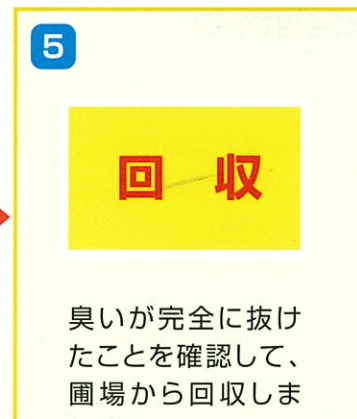 5
回 収
臭いが完全に抜け
たことを確認して、
圃場から回収しま